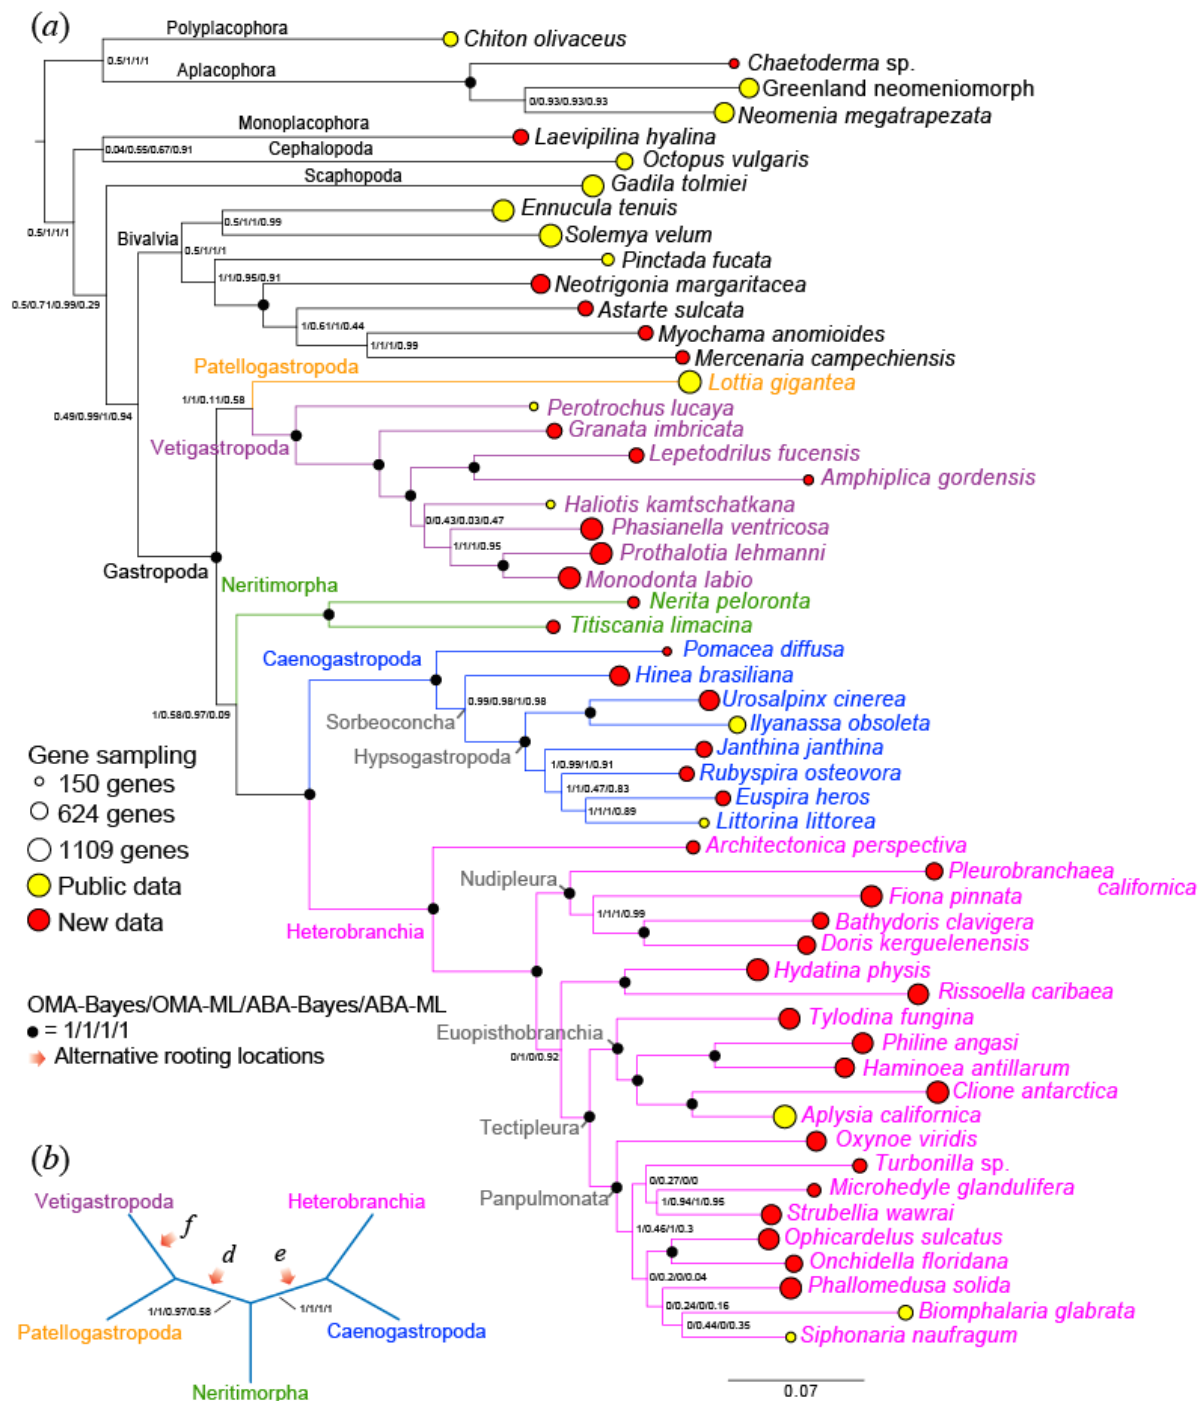 (a)
Polyplacophora
Chiton olivaceus
0.5/1/1/1
Aplacophora
Chaetoderma sp.
Greenland neomeniomorph
0/0.93/0.93/0.93
Neomenia megatrapezata
Monoplacophora
Laevipilina hyalina
0.04/0.55/0.67/0.91
Cephalopoda
Octopus vulgaris
Scaphopoda
Gadila tolmiei
Ennucula tenuis
0.5/1/1/0.99
0.5/1/1/1
Bivalvia
Solemya velum
0.5/1/1/1
Pinctada fucata
1/1/0.95/0.91
Neotrigonia margaritacea
0.5/0.71/0.99/0.29
Astarte sulcata
1/0.61/1/0.44
Myochama anomioides
1/1/1/0.99
Mercenaria campechiensis
Patellogastropoda
Lottia gigantea
1/1/0.11/0.58
0.49/0.99/1/0.94
Perotrochus lucaya
Granata imbricata
Vetigastropoda
Lepetodrilus fucensis
Amphiplica gordensis
Haliotis kamtschatkana
0/0.43/0.03/0.47
Phasianella ventricosa
1/1/1/0.95
Prothalotia lehmanni
Gastropoda
Monodonta labio
Neritimorpha
Nerita peloronta
Titiscania limacina
Caenogastropoda
Pomacea diffusa
Hinea brasiliana
0.99/0.98/1/0.98
Urosalpinx cinerea
1/0.58/0.97/0.09
Sorbeoconcha
Ilyanassa obsoleta
Hypsogastropoda
Janthina janthina
1/0.99/1/0.91
Rubyspira osteovora
1/1/0.47/0.83
Euspira heros
1/1/1/0.89
Littorina littorea
Gene sampling
150 genes
624 genes
1109 genes
Public data
New data
Architectonica perspectiva
Nudipleura
Pleurobranchaea
californica
Fiona pinnata
1/1/1/0.99
Bathydoris clavigera
Heterobranchia
Doris kerguelenensis
Hydatina physis
Rissoella caribaea
OMA-Bayes/OMA-ML/ABA-Bayes/ABA-ML
= 1/1/1/1
Alternative rooting locations
Tylodina fungina
Euopisthobranchia
Philine angasi
0/1/0/0.92
Haminoea antillarum
Clione antarctica
Aplysia californica
Tectipleura
Oxynoe viridis
Turbonilla sp.
0/0.27/0/0
Panpulmonata
Microhedyle glandulifera
1/0.94/1/0.95
Strubellia wawrai
1/0.46/1/0.3
Ophicardelus sulcatus
Onchidella floridana
0/0.2/0/0.04
Phallomedusa solida
0/0.24/0/0.16
Biomphalaria glabrata
0/0.44/0/0.35
Siphonaria naufragum
0.07
(b)
Vetigastropoda
Heterobranchia
f
d
e
1/1/0.97/0.58
1/1/1/1
Patellogastropoda
Caenogastropoda
Neritimorpha